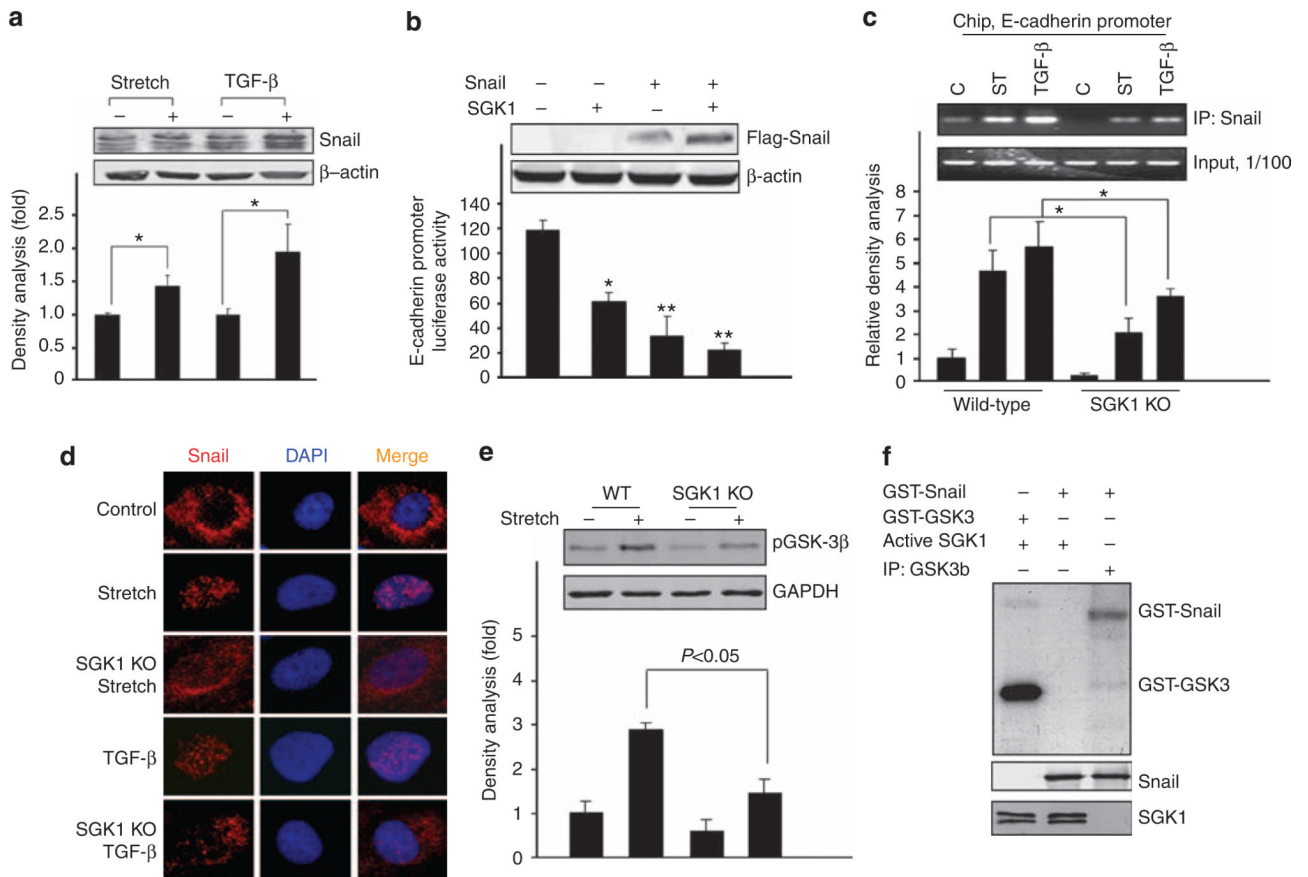 a
Stretch TGF-β
– + – +
Snail
β–actin
Density analysis (fold)
2.5
2.0
1.5
1.0
0.5
0
* *
b
Snail – – + +
SGK1 – + – +
Flag-Snail
β-actin
E-cadherin promoter
luciferase activity
140
120
100
80
60
40
20
0
* ** **
c
Chip, E-cadherin promoter
C ST TGF-β C ST TGF-β
IP: Snail
Input, 1/100
Relative density analysis
8
7
6
5
4
3
2
1
0
* *
Wild-type SGK1 KO
d
Snail DAPI Merge
Control
Stretch
SGK1 KO
Stretch
TGF-β
SGK1 KO
TGF-β
e
WT SGK1 KO
Stretch – + – +
pGSK-3β
GAPDH
Density analysis (fold)
5
4
3
2
1
0
P<0.05
f
GST-Snail – + +
GST-GSK3 + – –
Active SGK1 + + –
IP: GSK3b – – +
GST-Snail
GST-GSK3
Snail
SGK1